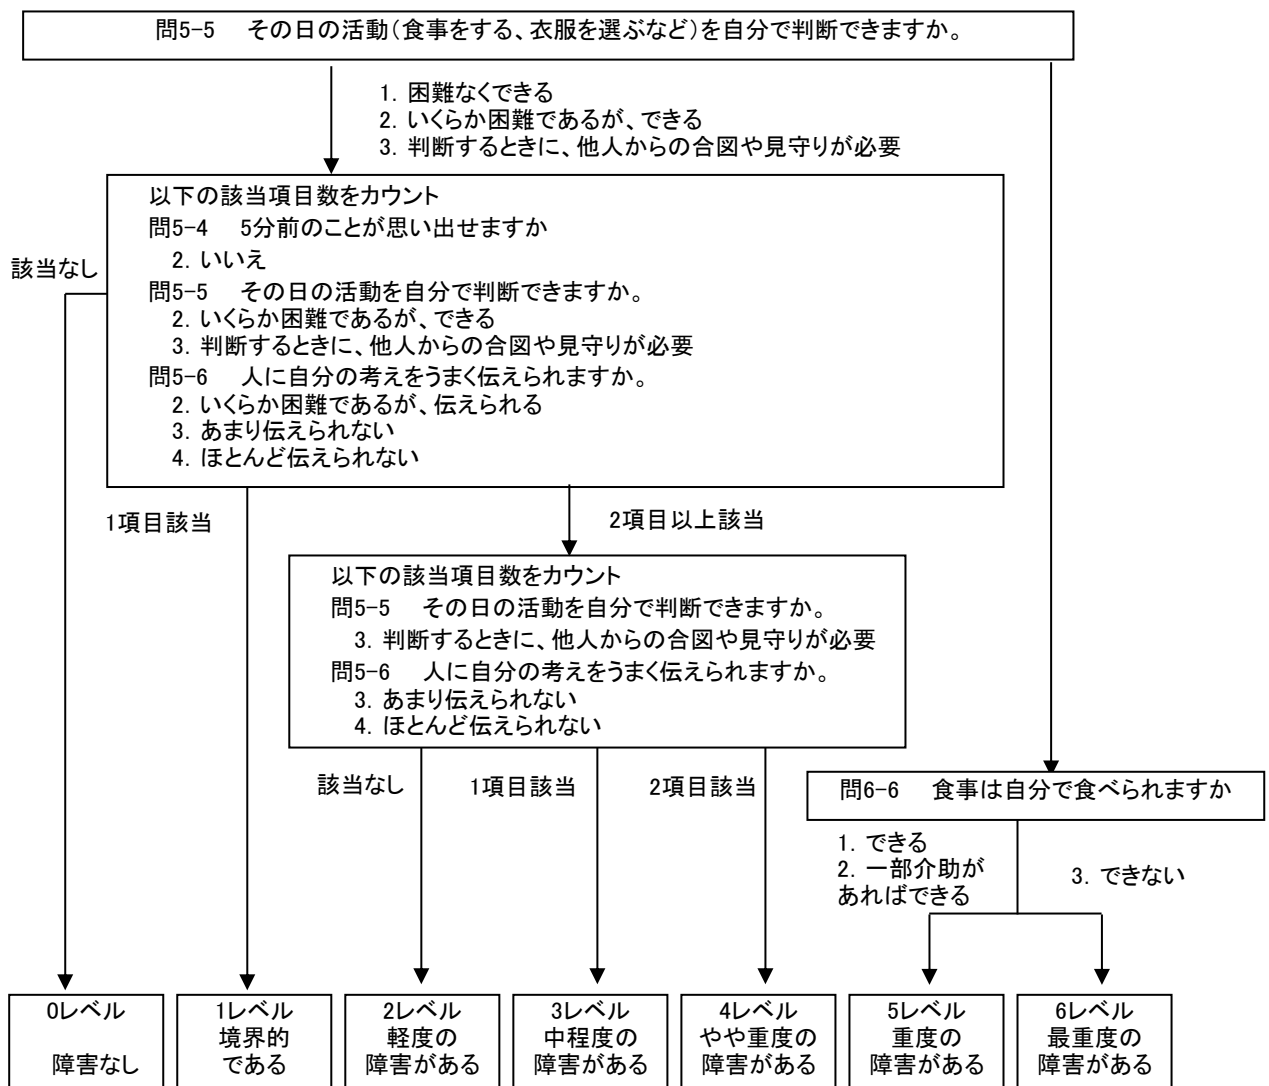 問5-5 その日の活動(食事をする、衣服を選ぶなど)を自分で判断できますか。
1. 困難なくできる
2. いくらか困難であるが、できる
3. 判断するときに、他人からの合図や見守りが必要
以下の該当項目数をカウント
問5-4 5分前のことが思い出せますか
2. いいえ
問5-5 その日の活動を自分で判断できますか。
2. いくらか困難であるが、できる
3. 判断するときに、他人からの合図や見守りが必要
問5-6 人に自分の考えをうまく伝えられますか。
2. いくらか困難であるが、伝えられる
3. あまり伝えられない
4. ほとんど伝えられない
該当なし
1項目該当
2項目以上該当
以下の該当項目数をカウント
問5-5 その日の活動を自分で判断できますか。
3. 判断するときに、他人からの合図や見守りが必要
問5-6 人に自分の考えをうまく伝えられますか。
3. あまり伝えられない
4. ほとんど伝えられない
該当なし
1項目該当
2項目該当
問6-6 食事は自分で食べられますか
1. できる
2. 一部介助が
あればできる
3. できない
0レベル
障害なし
1レベル
境界的
である
2レベル
軽度の
障害がある
3レベル
中程度の
障害がある
4レベル
やや重度の
障害がある
5レベル
重度の
障害がある
6レベル
最重度の
障害がある